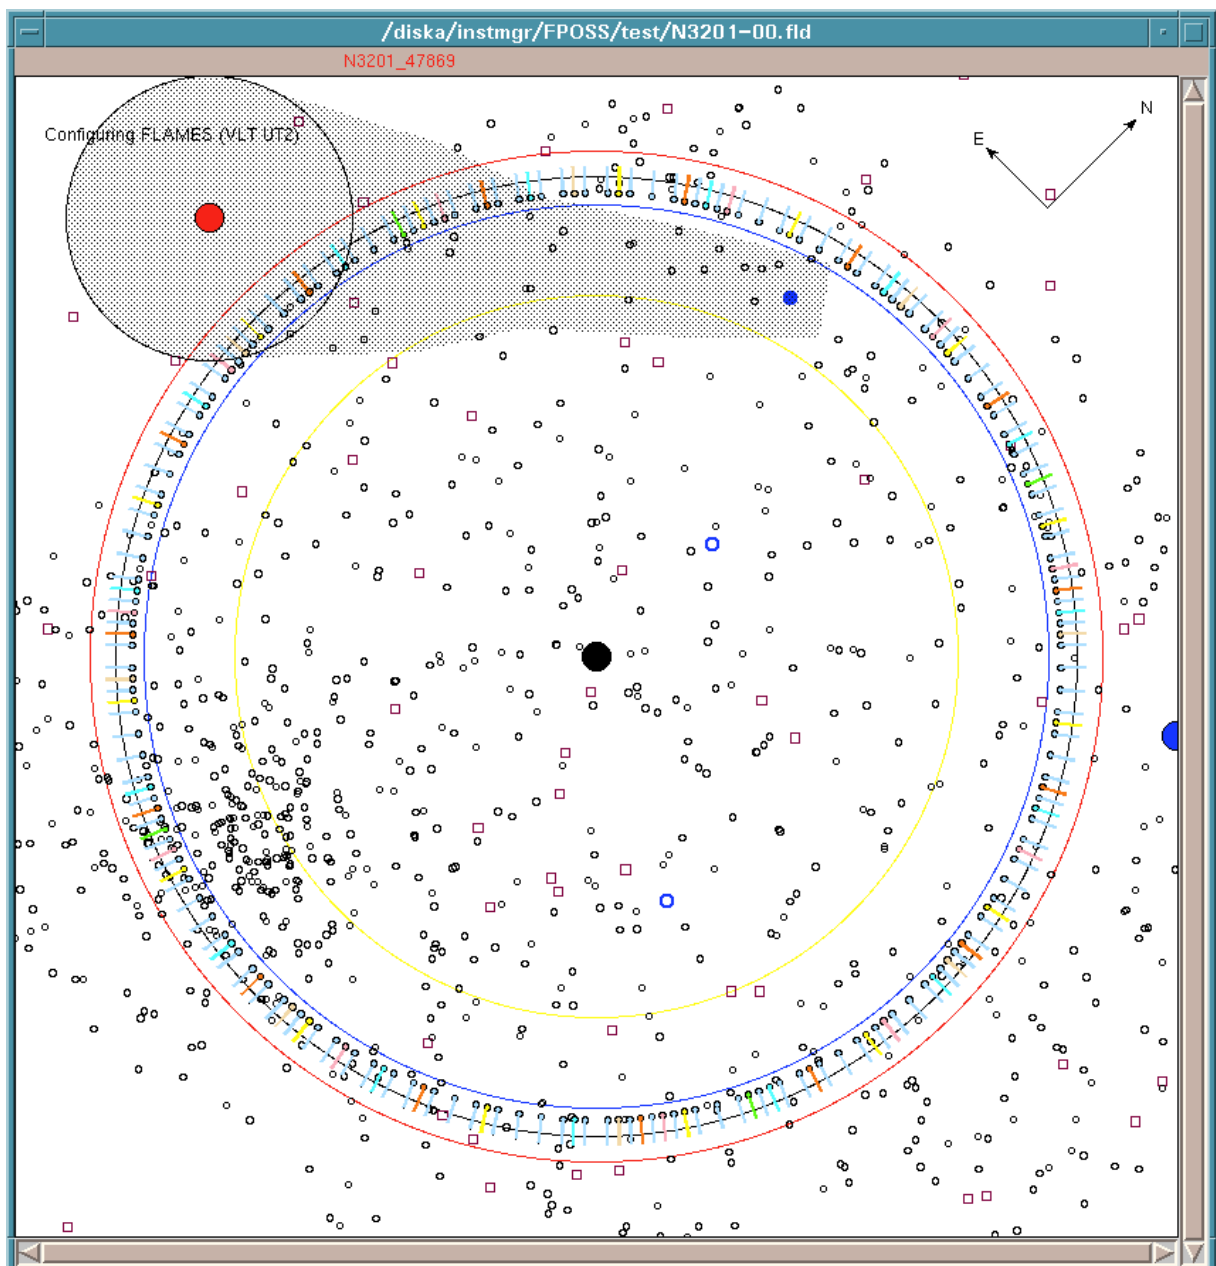 /diska/instmgr/FPOSS/test/N3201-00.fld
N3201_47869
Configuring FLAMES (VLT UT2)
N
E